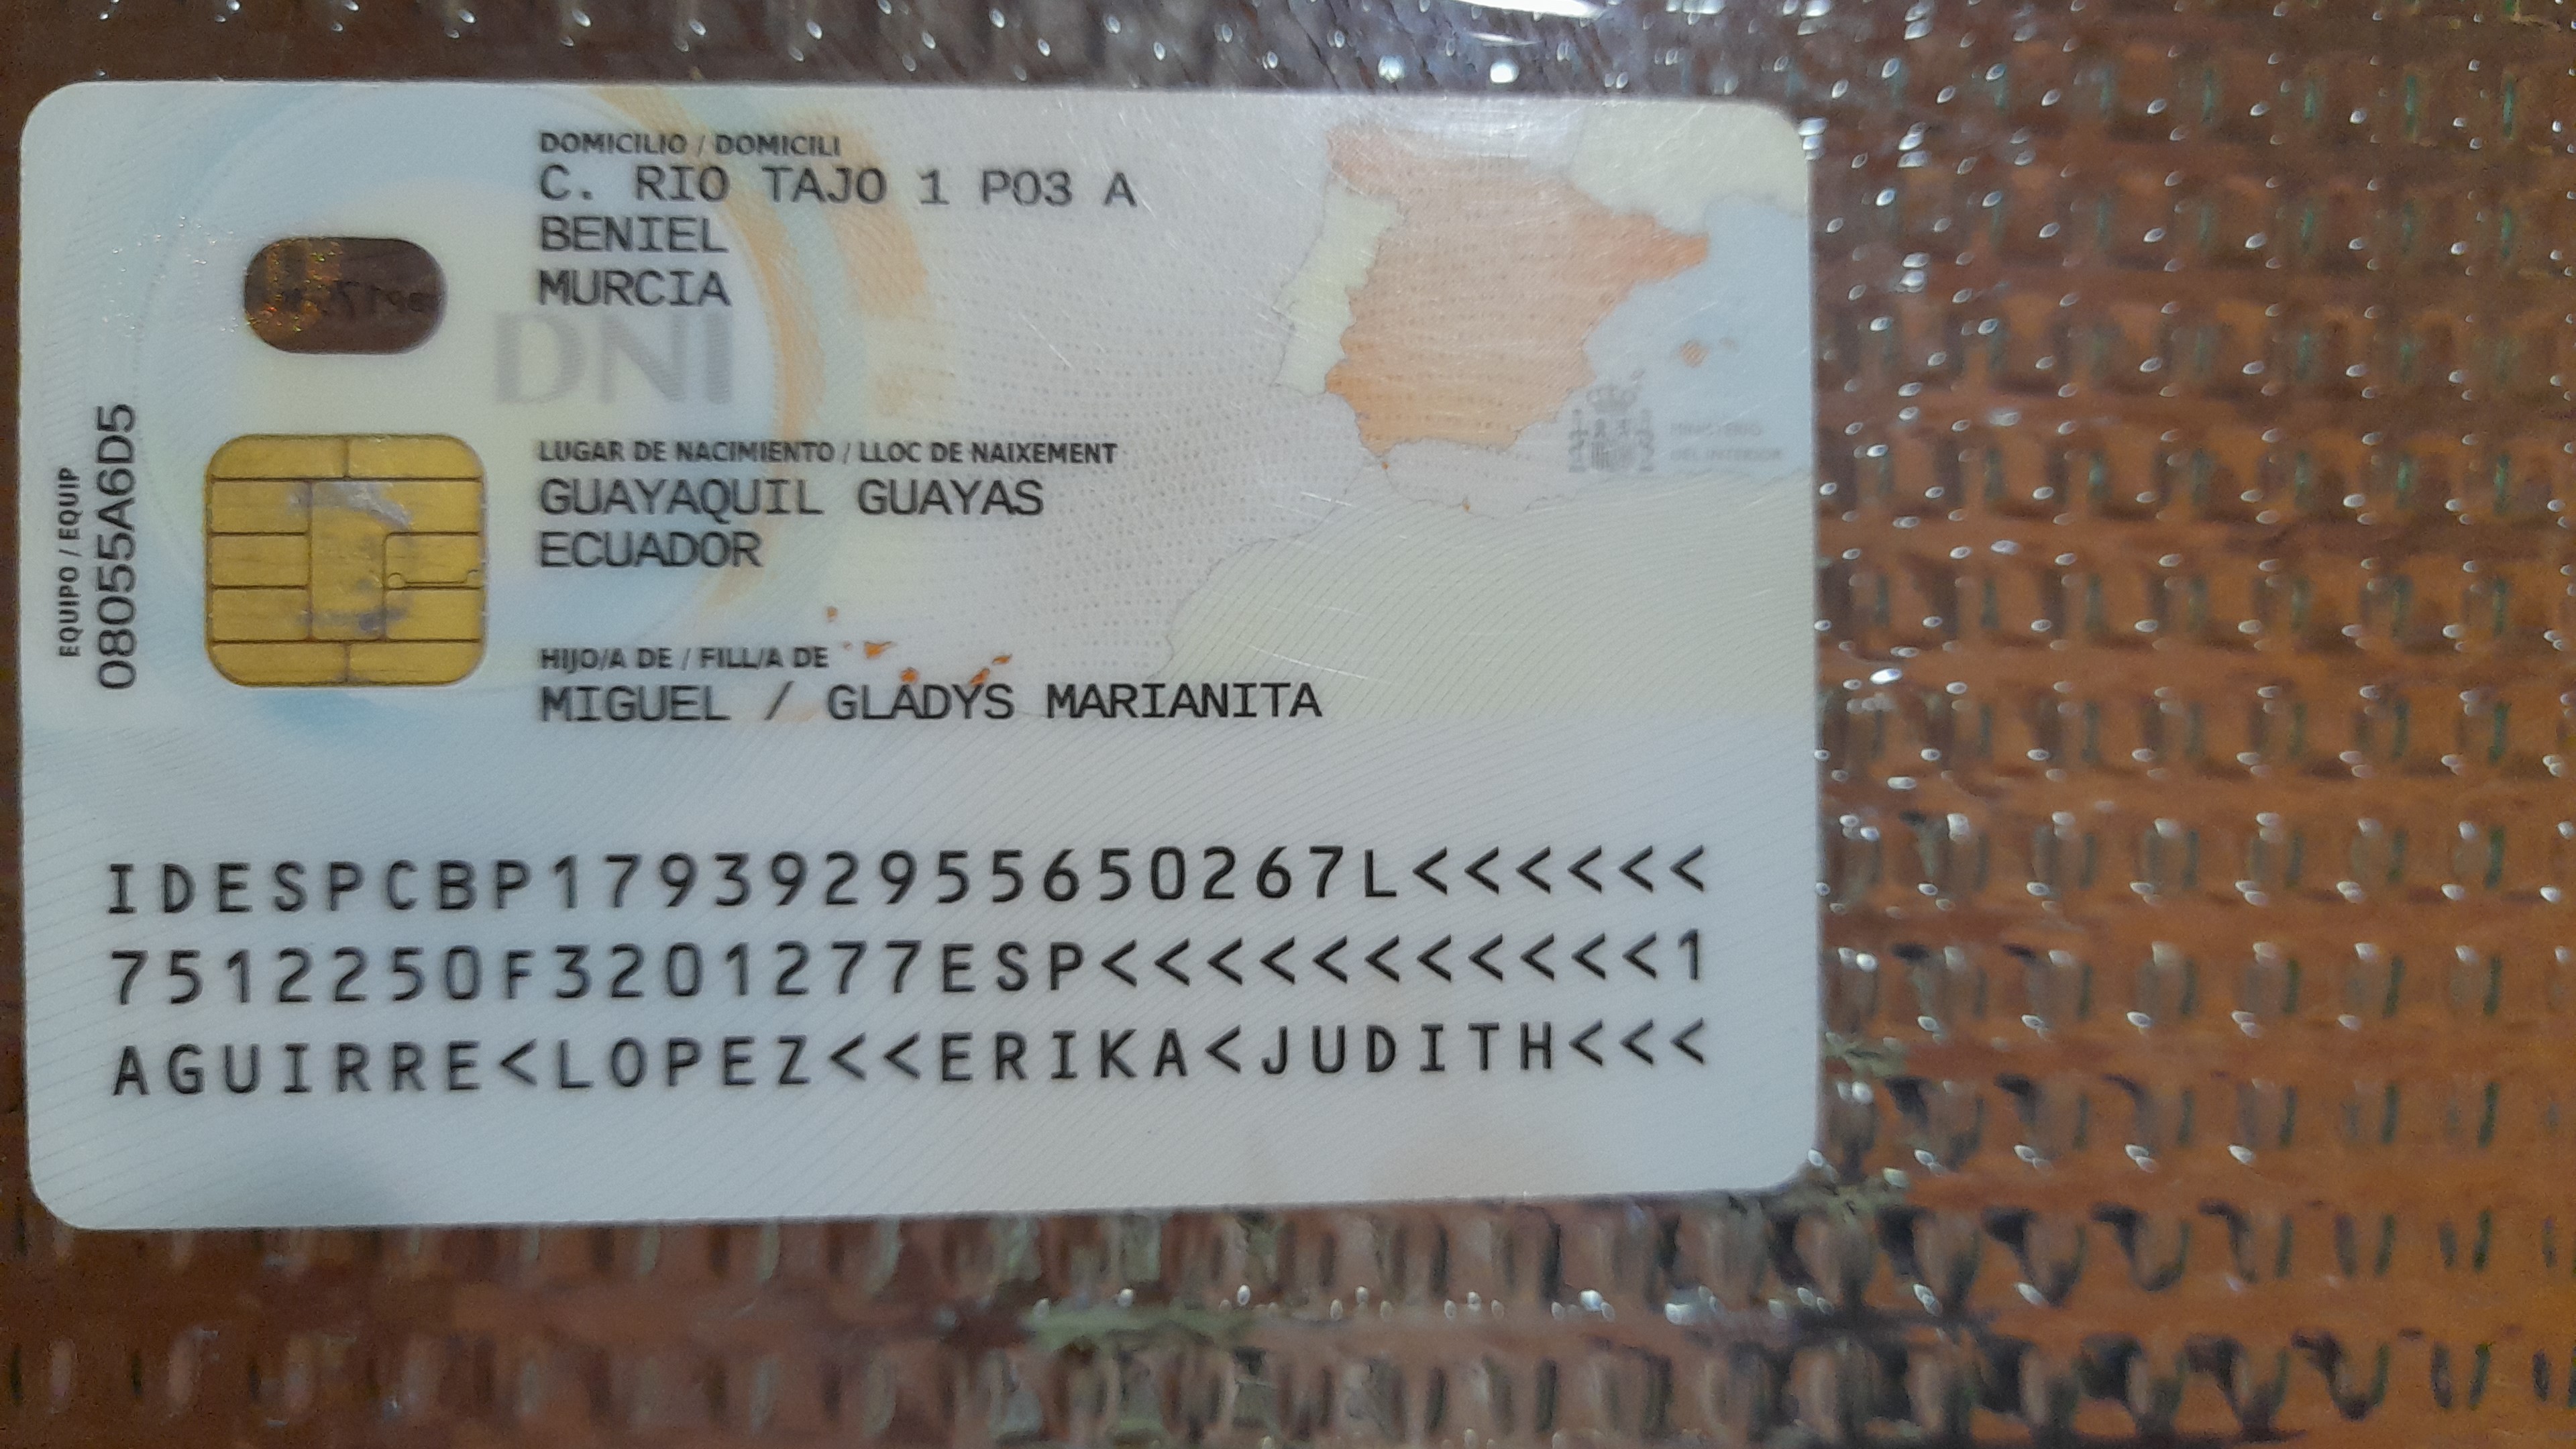 DOMICILIO / DOMICILI
C. RIO TAJO 1 P03 A
BENIEL
MURCIA
DNI
LUGAR DE NACIMIENTO / LLOC DE NAIXEMENT
GUAYAQUIL GUAYAS
ECUADOR
HIJO/A DE / FILL/A DE
MIGUEL / GLADYS MARIANITA
EQUIPO / EQUIP
08055A6D5
IDESPCBP179392955650267L<<<<<<
7512250F3201277ESP<<<<<<<<<<<1
AGUIRRE<LOPEZ<<ERIKA<JUDITH<<<